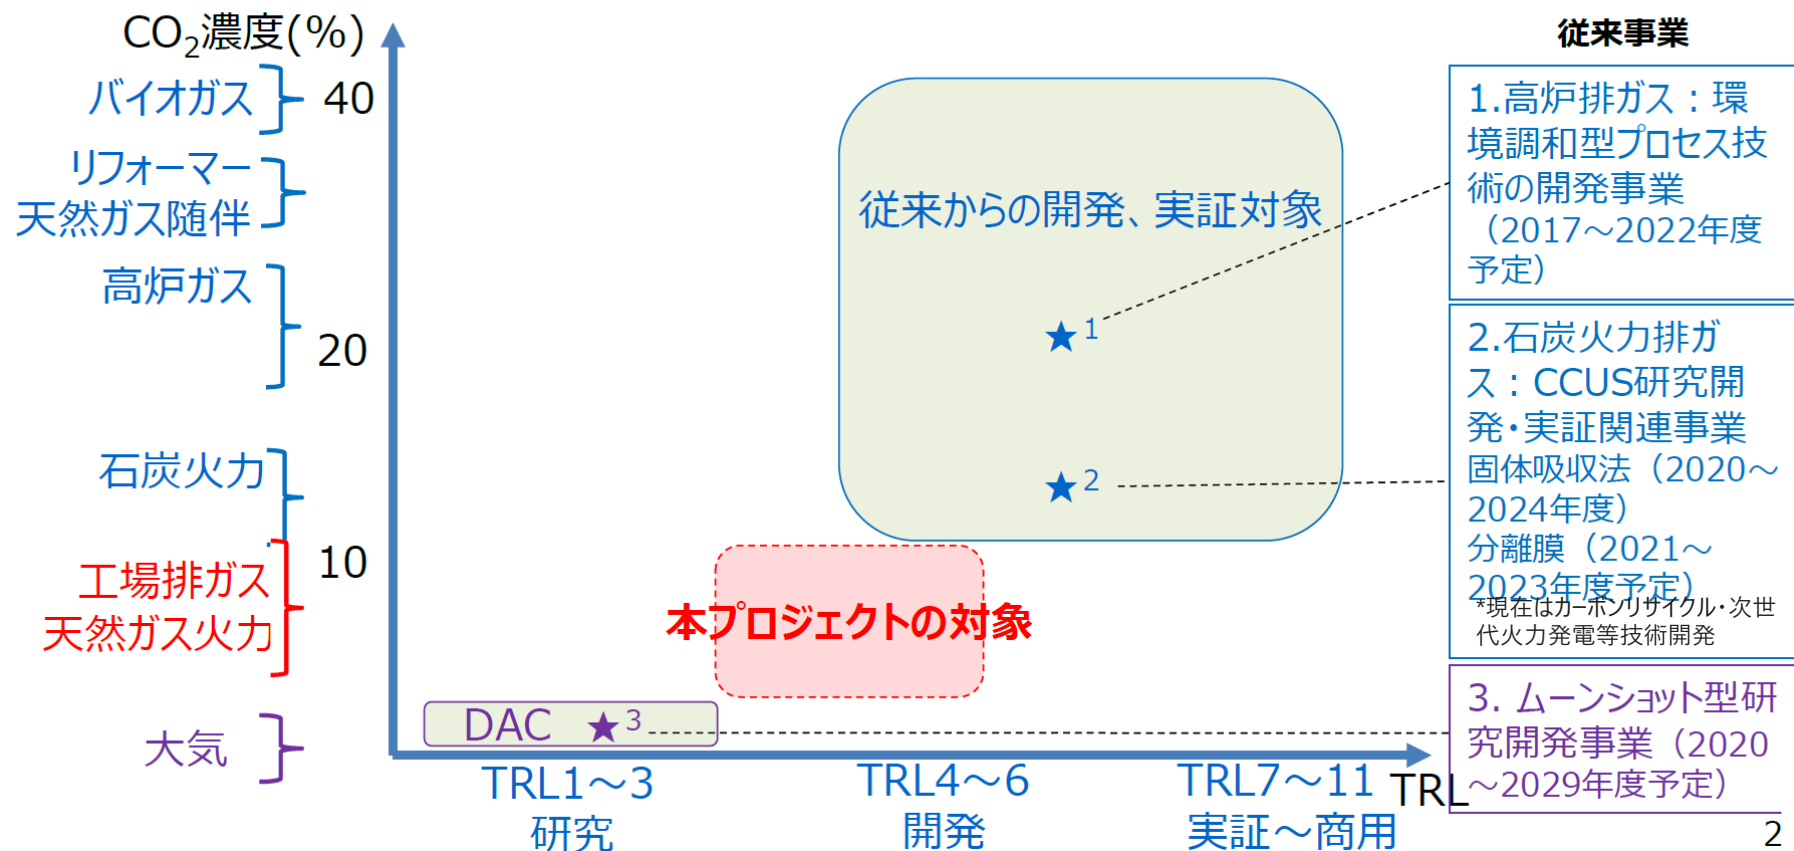 CO₂濃度(%)
バイオガス
40
リフォーマー
天然ガス随伴
高炉ガス
20
石炭火力
10
工場排ガス
天然ガス火力
大気
従来からの開発、実証対象
★1
★2
本プロジェクトの対象
DAC ★3
TRL1～3
研究
TRL4～6
開発
TRL7～11
実証～商用
TRL
従来事業
1.高炉排ガス：環
境調和型プロセス技
術の開発事業
（2017～2022年度
予定）
2.石炭火力排ガ
ス：CCUS研究開
発・実証関連事業
固体吸収法（2020～
2024年度）
分離膜（2021～
2023年度予定）
*現在はカーボンリサイクル・次世
代火力発電等技術開発
3. ムーンショット型研
究開発事業（2020
～2029年度予定）
2